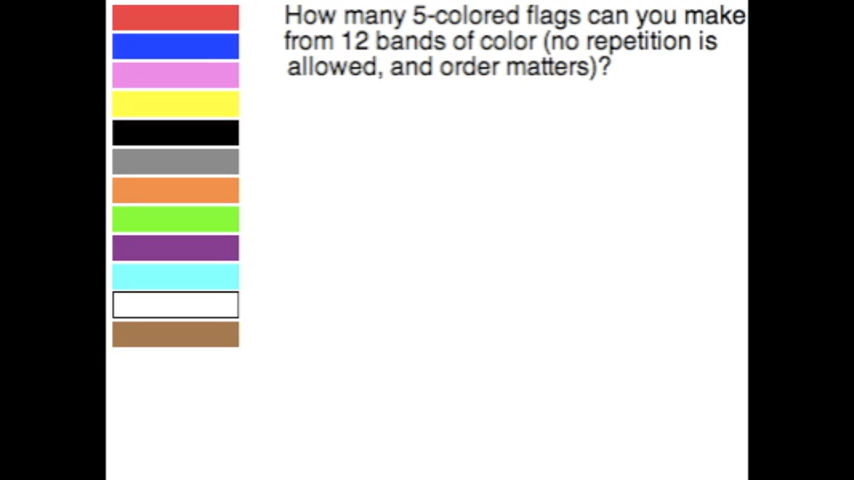 How many 5-colored flags can you make
from 12 bands of color (no repetition is
allowed, and order matters)?